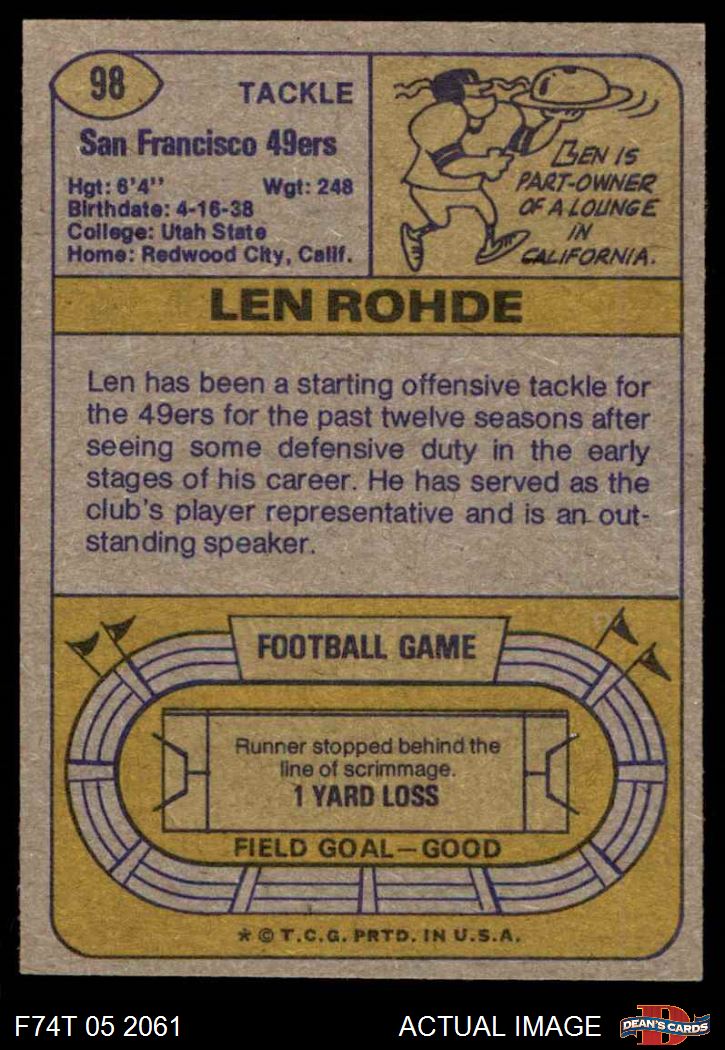 98
TACKLE
San Francisco 49ers
Hgt: 6'4'' Wgt: 248
Birthdate: 4-16-38
College: Utah State
Home: Redwood City, Calif.
BEN IS
PART-OWNER
OF A LOUNGE
IN
CALIFORNIA.
LEN ROHDE
Len has been a starting offensive tackle for
the 49ers for the past twelve seasons after
seeing some defensive duty in the early
stages of his career. He has served as the
club's player representative and is an out-
standing speaker.
FOOTBALL GAME
Runner stopped behind the
line of scrimmage.
1 YARD LOSS
FIELD GOAL—GOOD
* © T.C.G. PRTD. IN U.S.A.
F74T 05 2061 ACTUAL IMAGE
D
DEAN'S CARDS